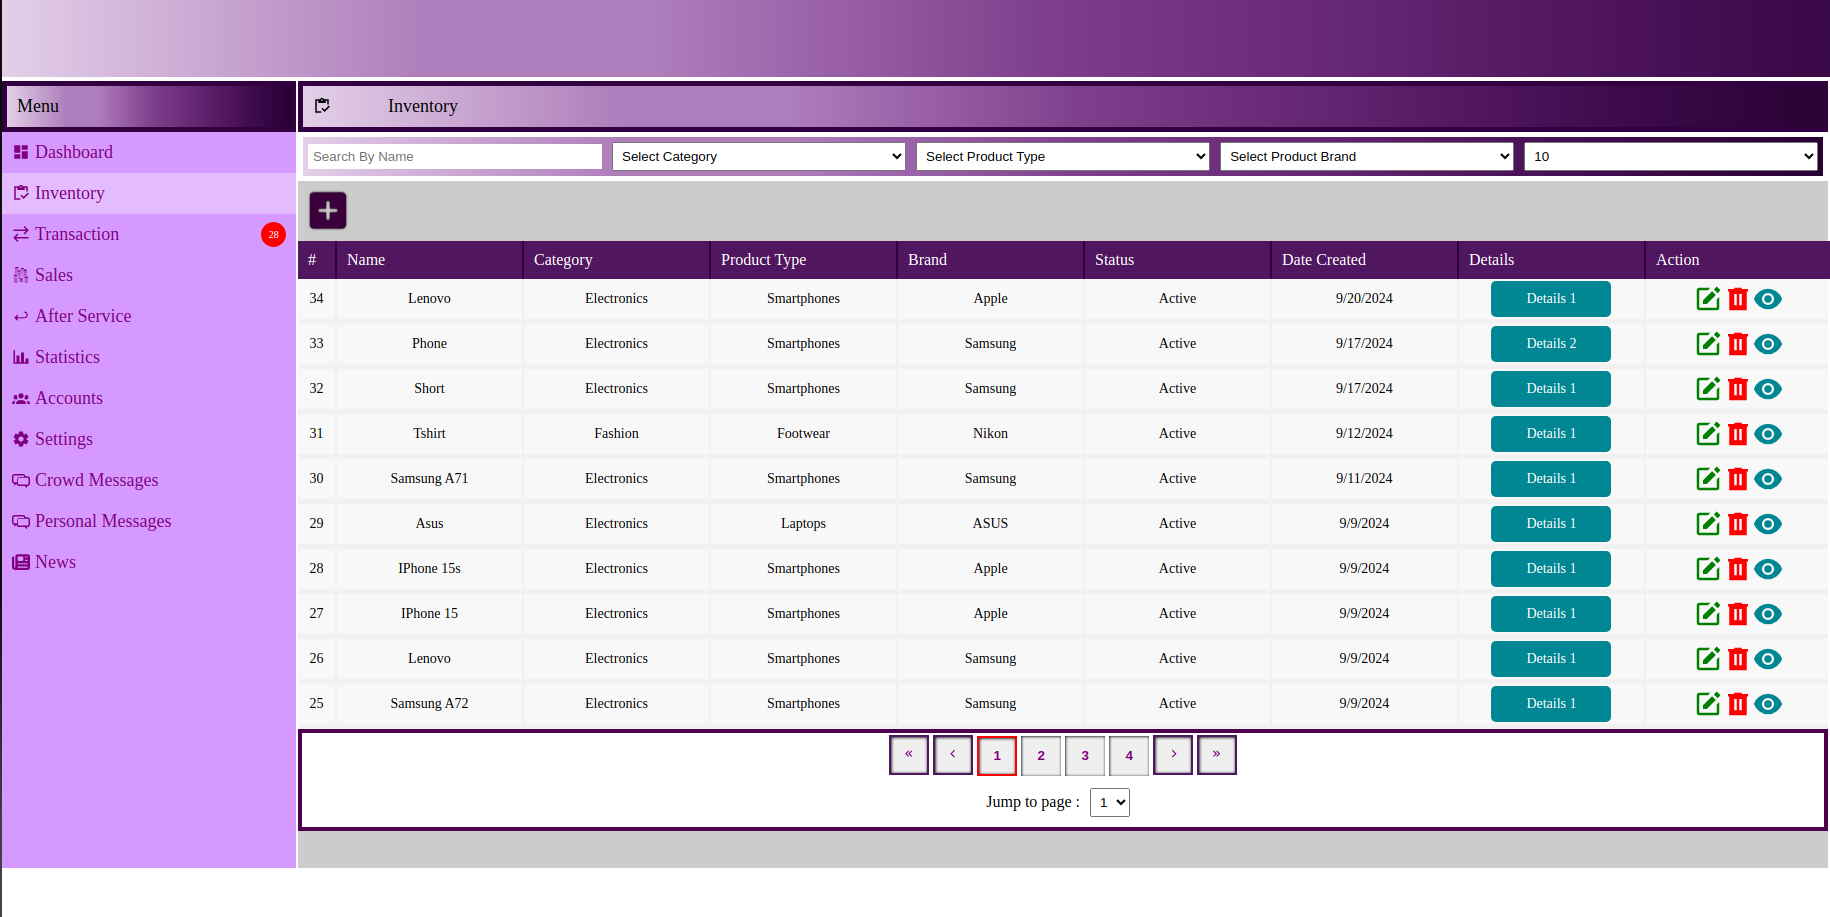 Menu
Inventory
Dashboard
Inventory
Transaction 28
Sales
After Service
Statistics
Accounts
Settings
Crowd Messages
Personal Messages
News
Search By Name Select Category Select Product Type Select Product Brand 10
+
# Name Category Product Type Brand Status Date Created Details Action
34 Lenovo Electronics Smartphones Apple Active 9/20/2024 Details 1
33 Phone Electronics Smartphones Samsung Active 9/17/2024 Details 2
32 Short Electronics Smartphones Samsung Active 9/17/2024 Details 1
31 Tshirt Fashion Footwear Nikon Active 9/12/2024 Details 1
30 Samsung A71 Electronics Smartphones Samsung Active 9/11/2024 Details 1
29 Asus Electronics Laptops ASUS Active 9/9/2024 Details 1
28 IPhone 15s Electronics Smartphones Apple Active 9/9/2024 Details 1
27 IPhone 15 Electronics Smartphones Apple Active 9/9/2024 Details 1
26 Lenovo Electronics Smartphones Samsung Active 9/9/2024 Details 1
25 Samsung A72 Electronics Smartphones Samsung Active 9/9/2024 Details 1
« ‹ 1 2 3 4 › »
Jump to page : 1